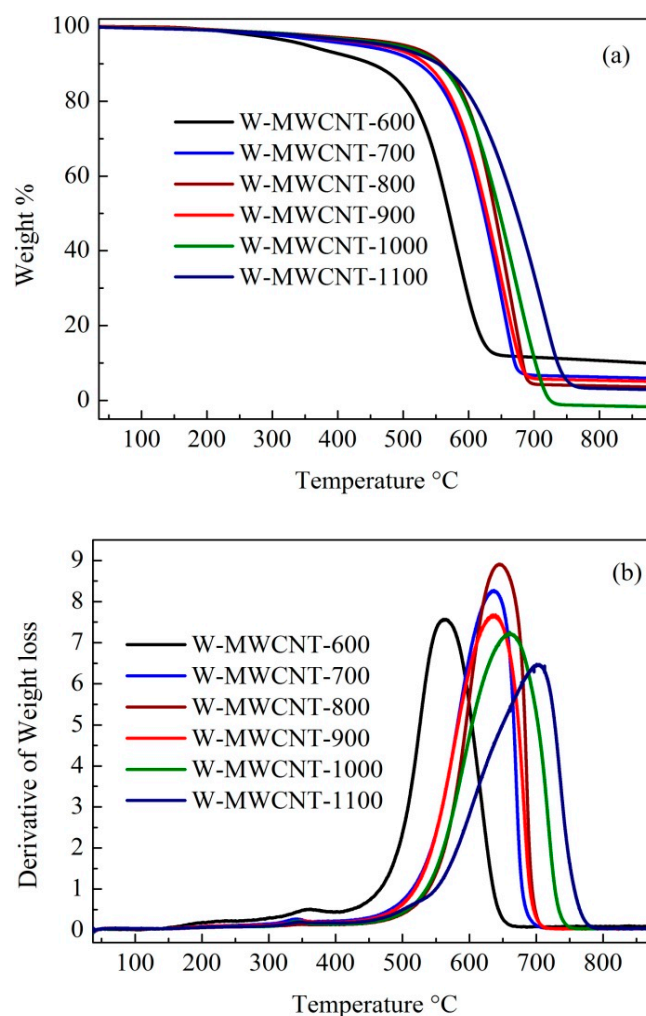 100
(a)
80
60
40
20
0
Weight %
W-MWCNT-600
W-MWCNT-700
W-MWCNT-800
W-MWCNT-900
W-MWCNT-1000
W-MWCNT-1100
100 200 300 400 500 600 700 800
Temperature °C
9
(b)
8
7
6
5
4
3
2
1
0
Derivative of Weight loss
W-MWCNT-600
W-MWCNT-700
W-MWCNT-800
W-MWCNT-900
W-MWCNT-1000
W-MWCNT-1100
100 200 300 400 500 600 700 800
Temperature °C